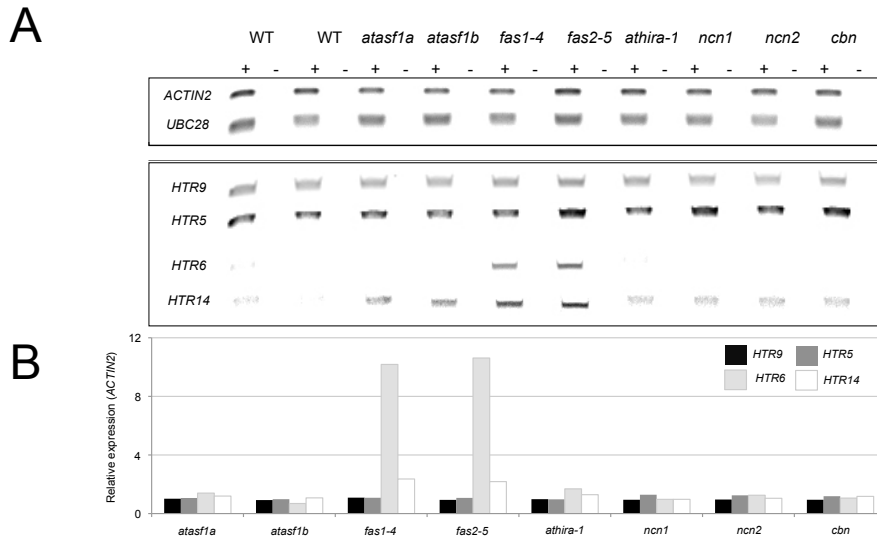 A
WT WT atasf1a atasf1b fas1-4 fas2-5 athira-1 ncn1 ncn2 cbn
+ - + - + - + - + - + - + - + - + - + -
ACTIN2
UBC28
HTR9
HTR5
HTR6
HTR14
B
Relative expression (ACTIN2)
12
8
4
0
HTR9 HTR5
HTR6 HTR14
atasf1a atasf1b fas1-4 fas2-5 athira-1 ncn1 ncn2 cbn